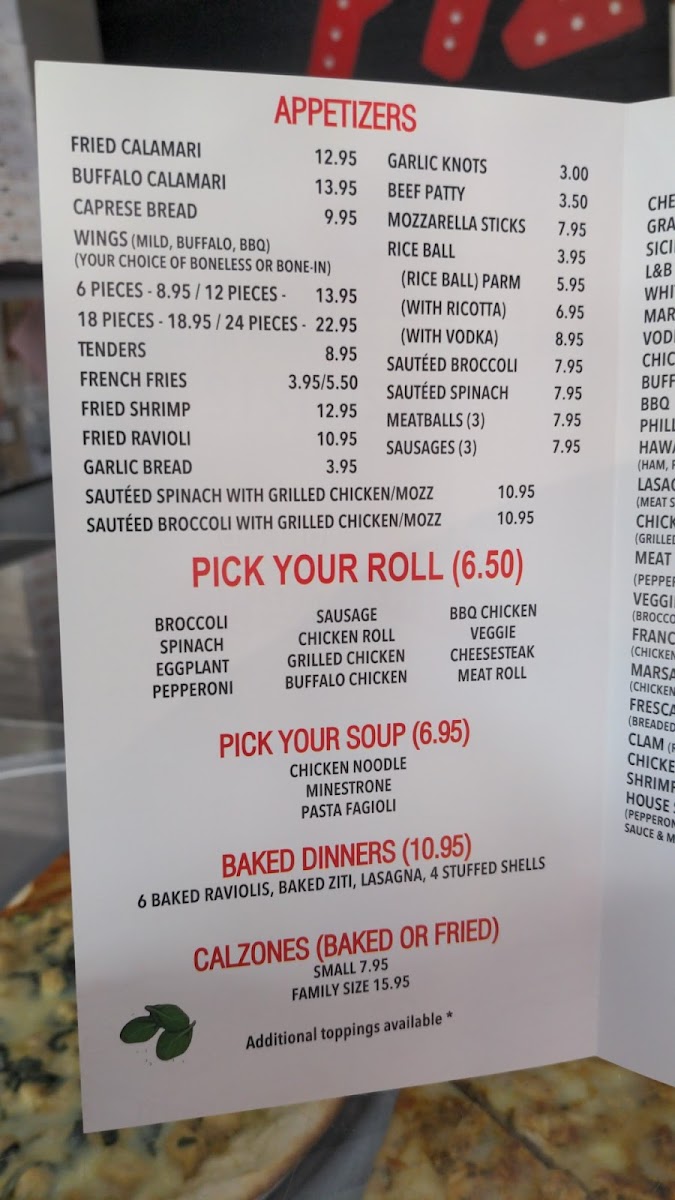 APPETIZERS
FRIED CALAMARI 12.95
BUFFALO CALAMARI 13.95
CAPRESE BREAD 9.95
WINGS (MILD, BUFFALO, BBQ)
(YOUR CHOICE OF BONELESS OR BONE-IN)
6 PIECES - 8.95 / 12 PIECES - 13.95
18 PIECES - 18.95 / 24 PIECES - 22.95
TENDERS 8.95
FRENCH FRIES 3.95/5.50
FRIED SHRIMP 12.95
FRIED RAVIOLI 10.95
GARLIC BREAD 3.95
GARLIC KNOTS 3.00
BEEF PATTY 3.50
MOZZARELLA STICKS 7.95
RICE BALL 3.95
(RICE BALL) PARM 5.95
(WITH RICOTTA) 6.95
(WITH VODKA) 8.95
SAUTÉED BROCCOLI 7.95
SAUTÉED SPINACH 7.95
MEATBALLS (3) 7.95
SAUSAGES (3) 7.95
SAUTÉED SPINACH WITH GRILLED CHICKEN/MOZZ 10.95
SAUTÉED BROCCOLI WITH GRILLED CHICKEN/MOZZ 10.95
PICK YOUR ROLL (6.50)
BROCCOLI
SPINACH
EGGPLANT
PEPPERONI
SAUSAGE
CHICKEN ROLL
GRILLED CHICKEN
BUFFALO CHICKEN
BBQ CHICKEN
VEGGIE
CHEESESTEAK
MEAT ROLL
PICK YOUR SOUP (6.95)
CHICKEN NOODLE
MINESTRONE
PASTA FAGIOLI
BAKED DINNERS (10.95)
6 BAKED RAVIOLIS, BAKED ZITI, LASAGNA, 4 STUFFED SHELLS
CALZONES (BAKED OR FRIED)
SMALL 7.95
FAMILY SIZE 15.95
Additional toppings available *
L&B
BBQ
(HAM,
(MEAT
MEAT
CLAM
HOUSE
SAUCE &